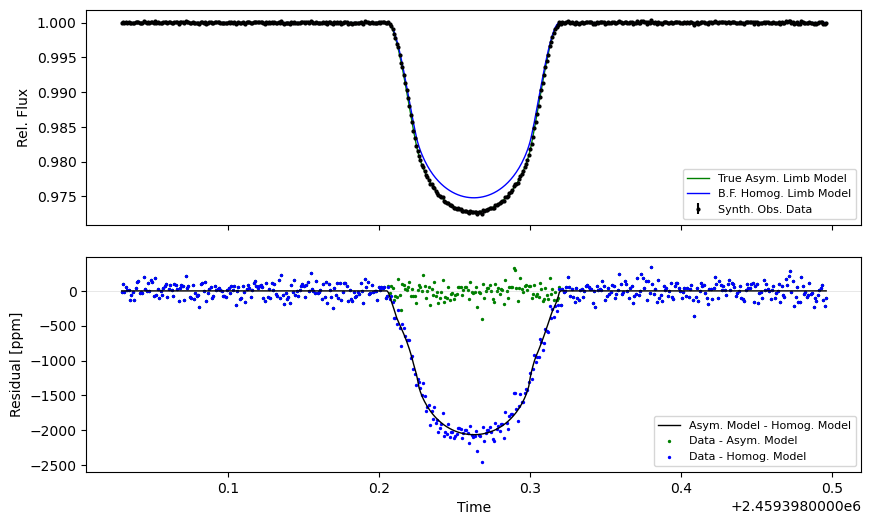 1.000
0.995
0.990
0.985
0.980
0.975
Rel. Flux
True Asym. Limb Model
B.F. Homog. Limb Model
Synth. Obs. Data
0
−500
−1000
−1500
−2000
−2500
Residual [ppm]
Asym. Model - Homog. Model
Data - Asym. Model
Data - Homog. Model
0.1
0.2
0.3
0.4
0.5
Time
+2.4593980000e6